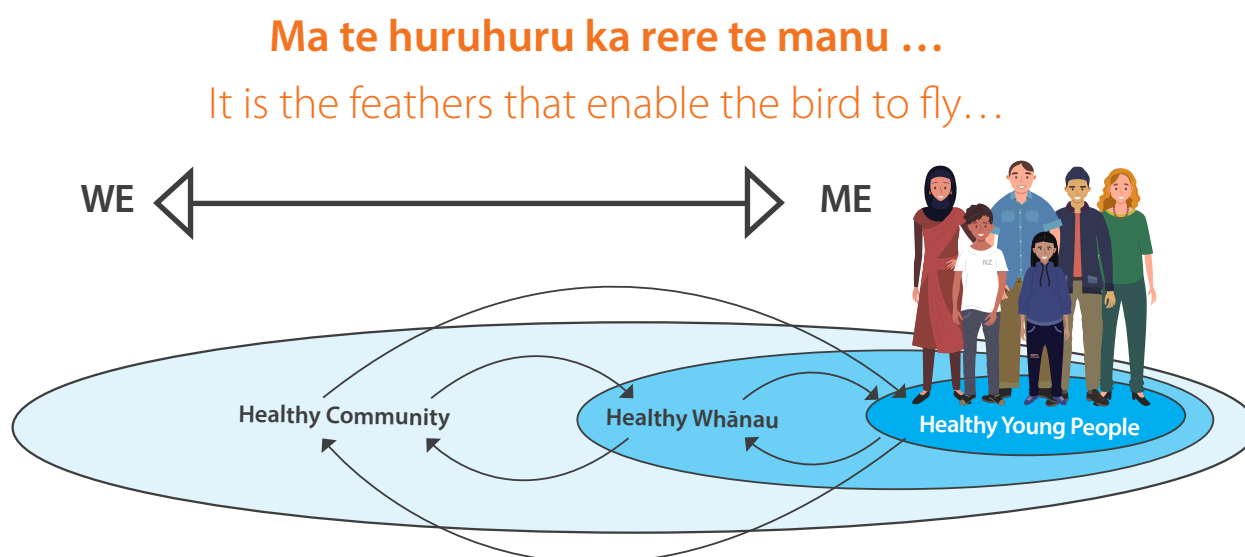 Ma te huruhuru ka rere te manu ...
It is the feathers that enable the bird to fly...
WE
ME
NZ
Healthy Community
Healthy Whānau
Healthy Young People